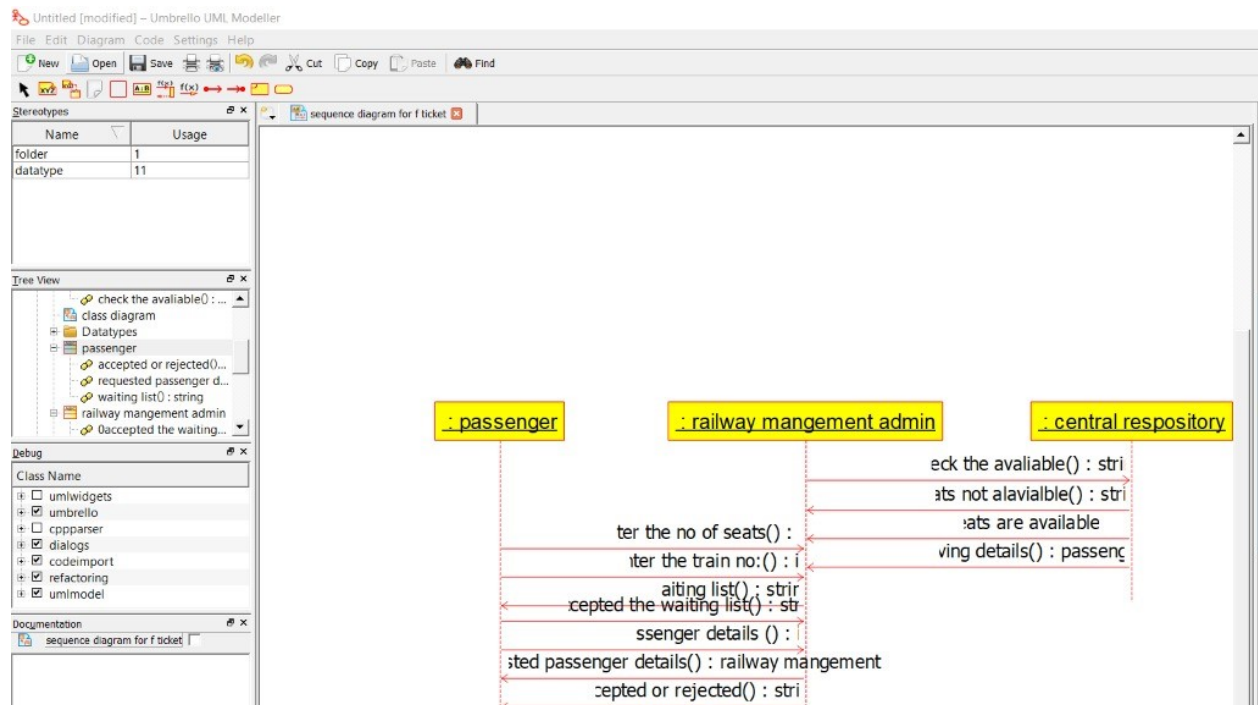 Untitled [modified] – Umbrello UML Modeller
File Edit Diagram Code Settings Help
New Open Save Cut Copy Paste Find
Stereotypes
Name Usage
folder 1
datatype 11
Tree View
check the avaliable() : ...
class diagram
Datatypes
passenger
accepted or rejected()...
requested passenger d...
waiting list() : string
railway mangement admin
0accepted the waiting...
Debug
Class Name
umlwidgets
umbrello
cppparser
dialogs
codeimport
refactoring
umlmodel
Documentation
sequence diagram for f ticket
sequence diagram for f ticket
: passenger : railway mangement admin : central respository
eck the avaliable() : stri
ats not alavialble() : stri
eats are available
ter the no of seats() :
ving details() : passeng
ter the train no:() : i
aiting list() : strir
cepted the waiting list() : str
ssenger details () :
sted passenger details() : railway mangement
cepted or rejected() : stri